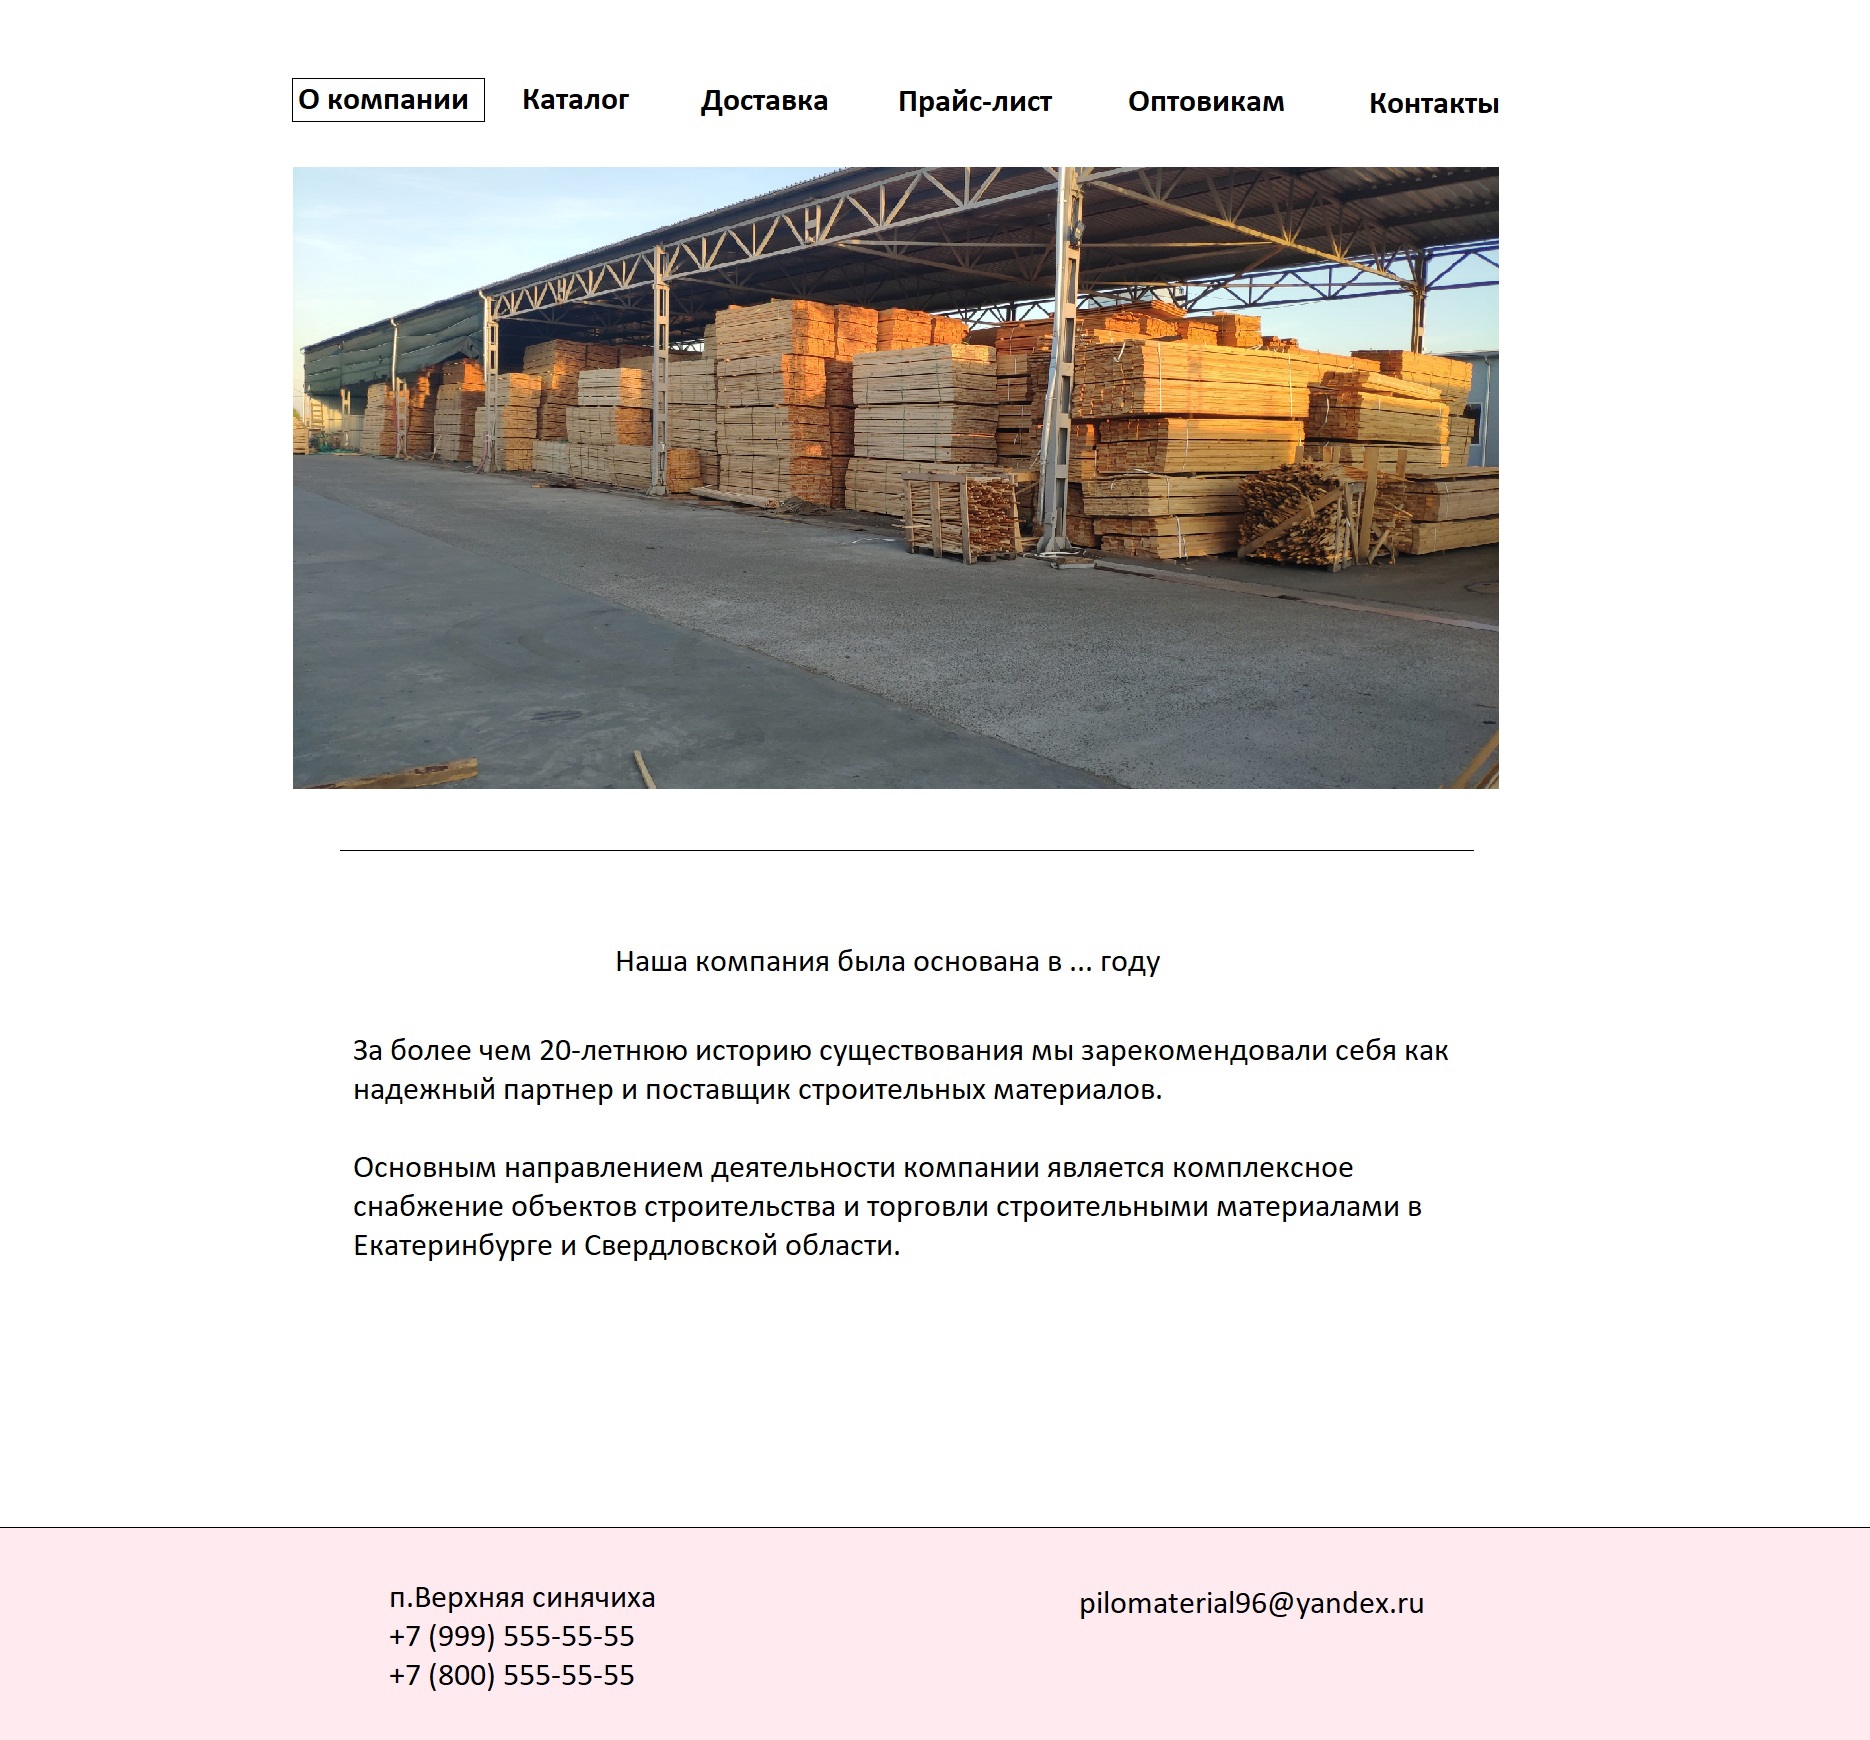 О компании Каталог Доставка Прайс-лист Оптовикам Контакты
Наша компания была основана в ... году
За более чем 20-летнюю историю существования мы зарекомендовали себя как
надежный партнер и поставщик строительных материалов.
Основным направлением деятельности компании является комплексное
снабжение объектов строительства и торговли строительными материалами в
Екатеринбурге и Свердловской области.
п.Верхняя синячиха
+7 (999) 555-55-55
+7 (800) 555-55-55
pilomaterial96@yandex.ru